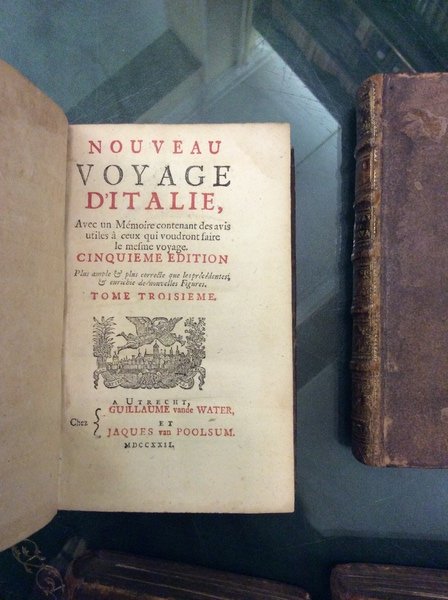 NOUVEAU
VOYAGE
D'ITALIE,
Avec un Mémoire contenant des avis
utiles à ceux qui voudront faire
le mesme voyage.
CINQUIEME EDITION
Plus ample & plus correcte que les précédentes,
& enrichie de nouvelles Figures.
TOME TROISIEME.
A UTRECHT,
Chez GUILLAUME vande WATER,
ET
JAQUES van POOLSUM.
MDCCXXII.